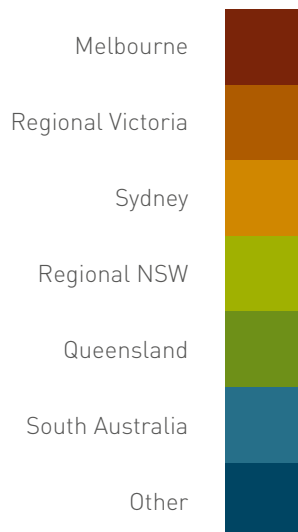 Melbourne
Regional Victoria
Sydney
Regional NSW
Queensland
South Australia
Other